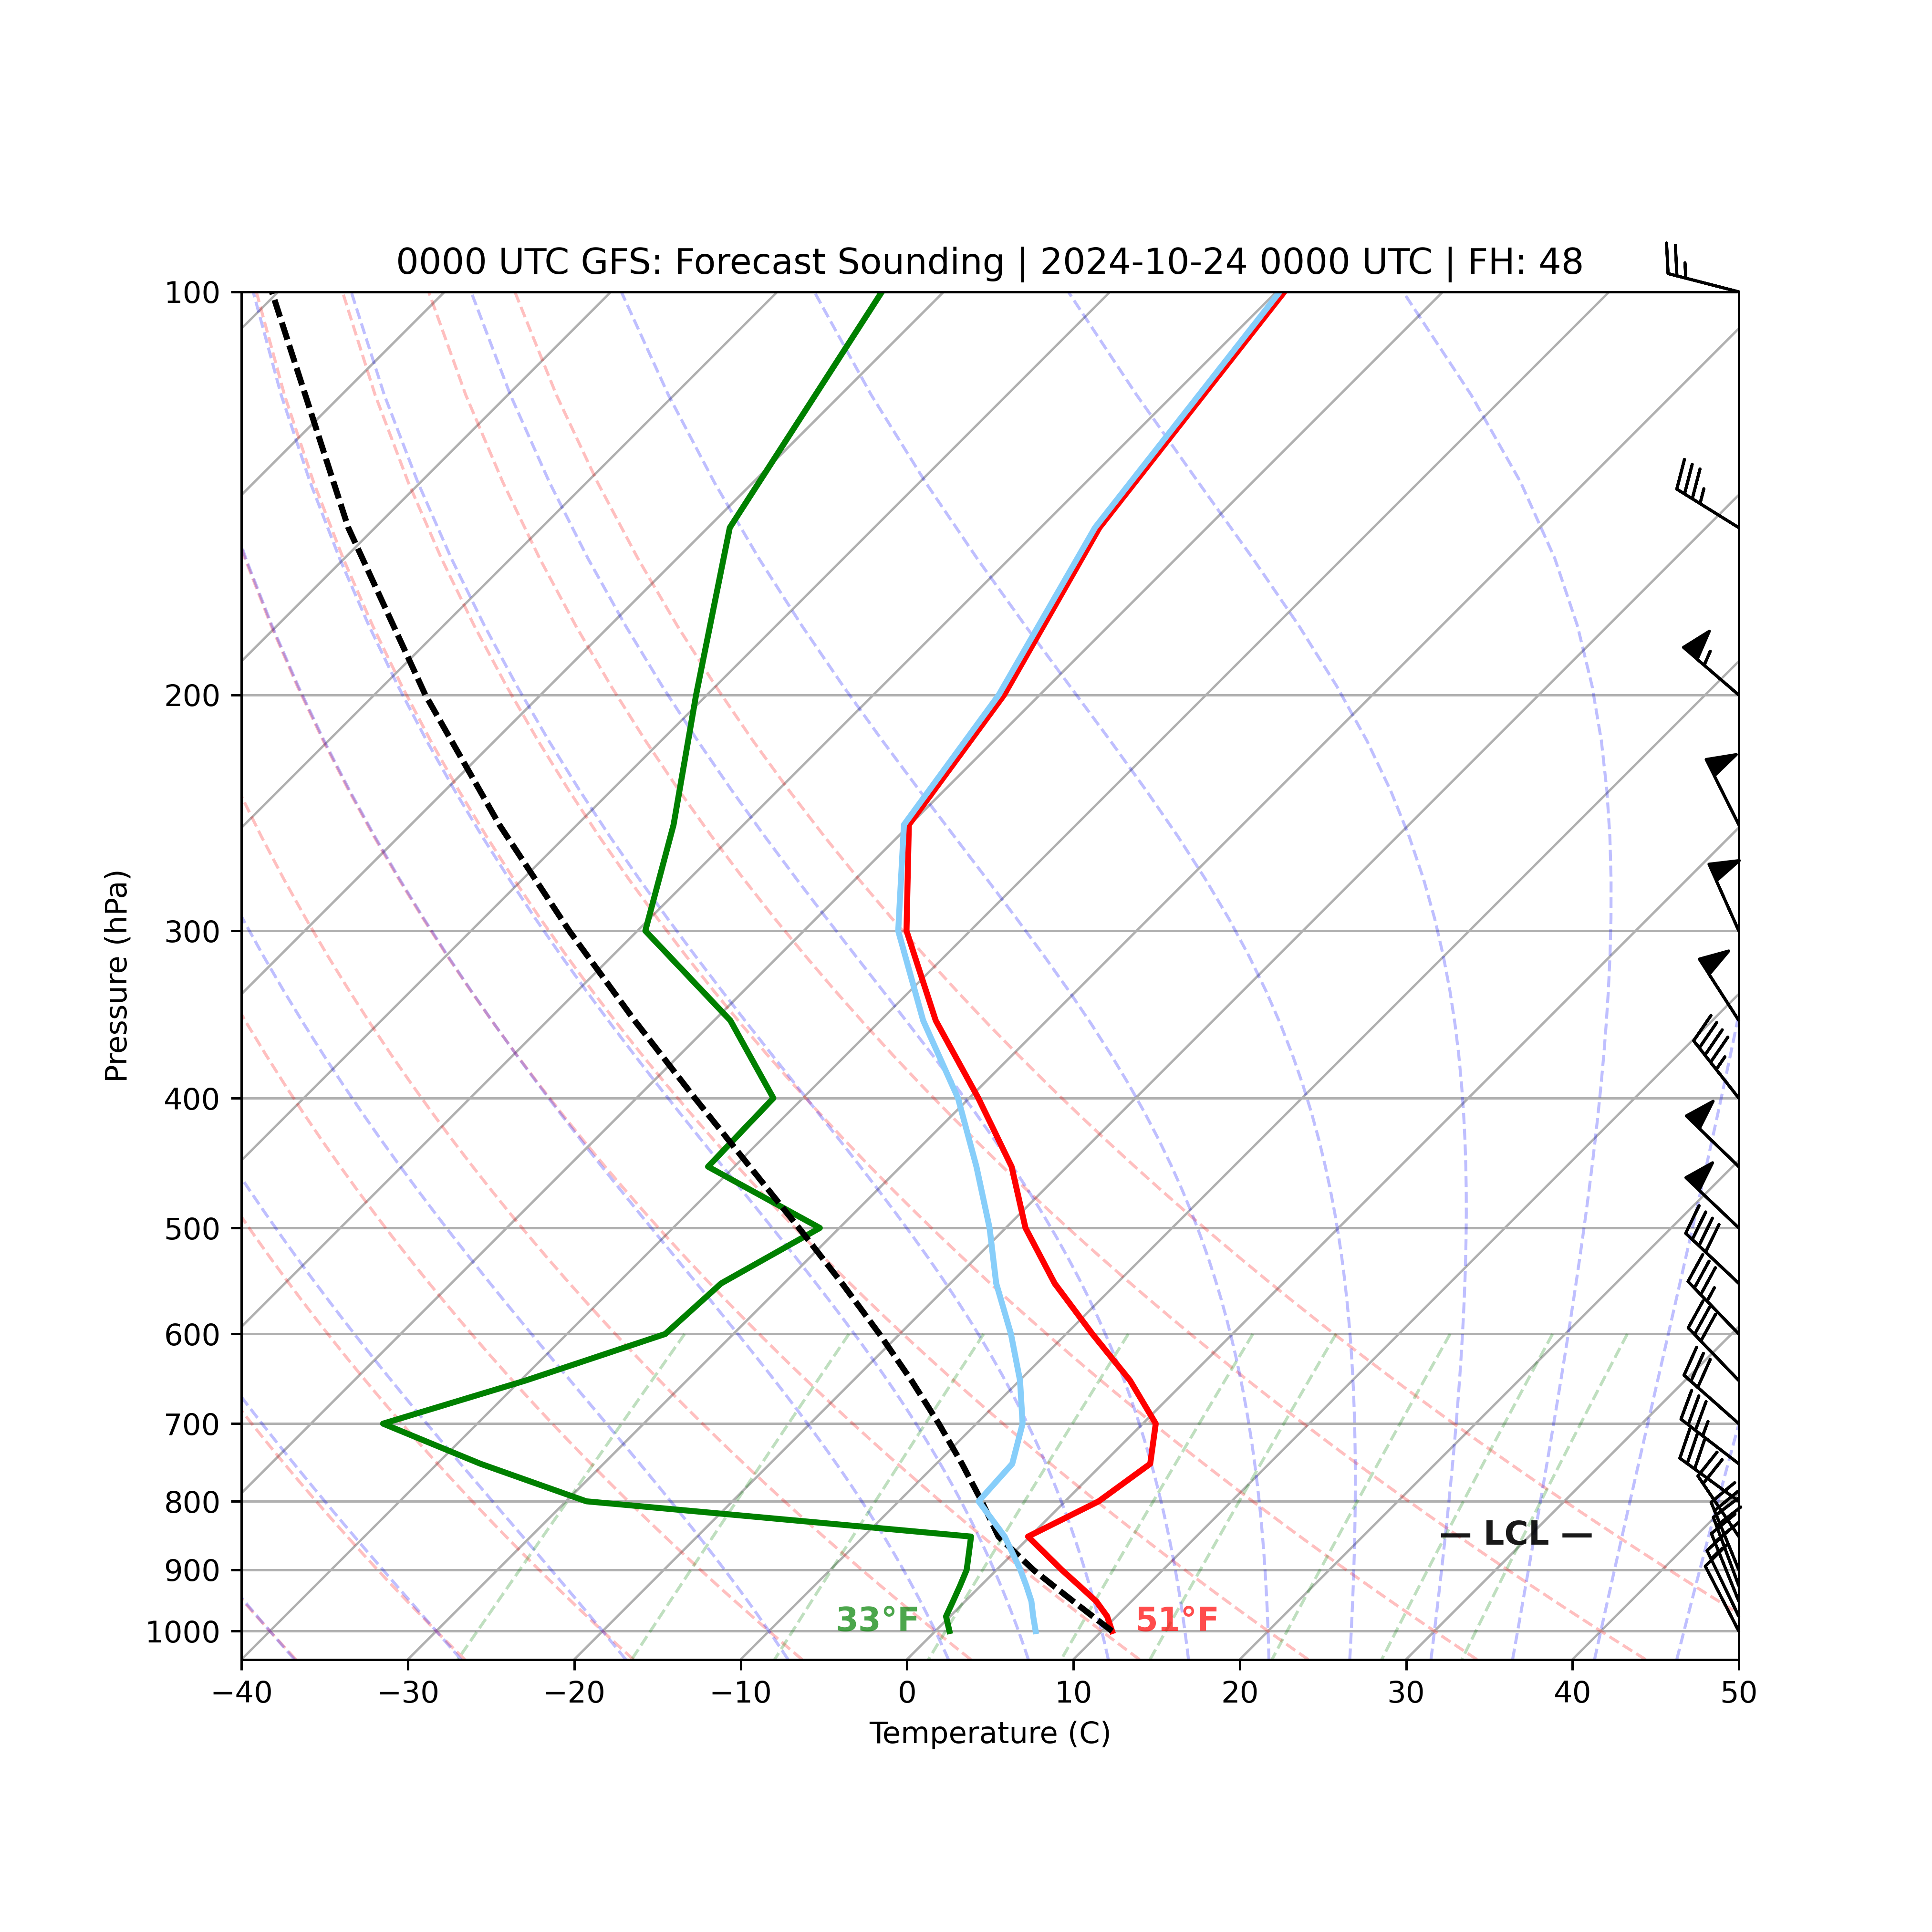 0000 UTC GFS: Forecast Sounding | 2024-10-24 0000 UTC | FH: 48
100
200
300
400
500
600
700
800
900
1000
Pressure (hPa)
— LCL —
33°F
51°F
−40 −30 −20 −10 0 10 20 30 40 50
Temperature (C)